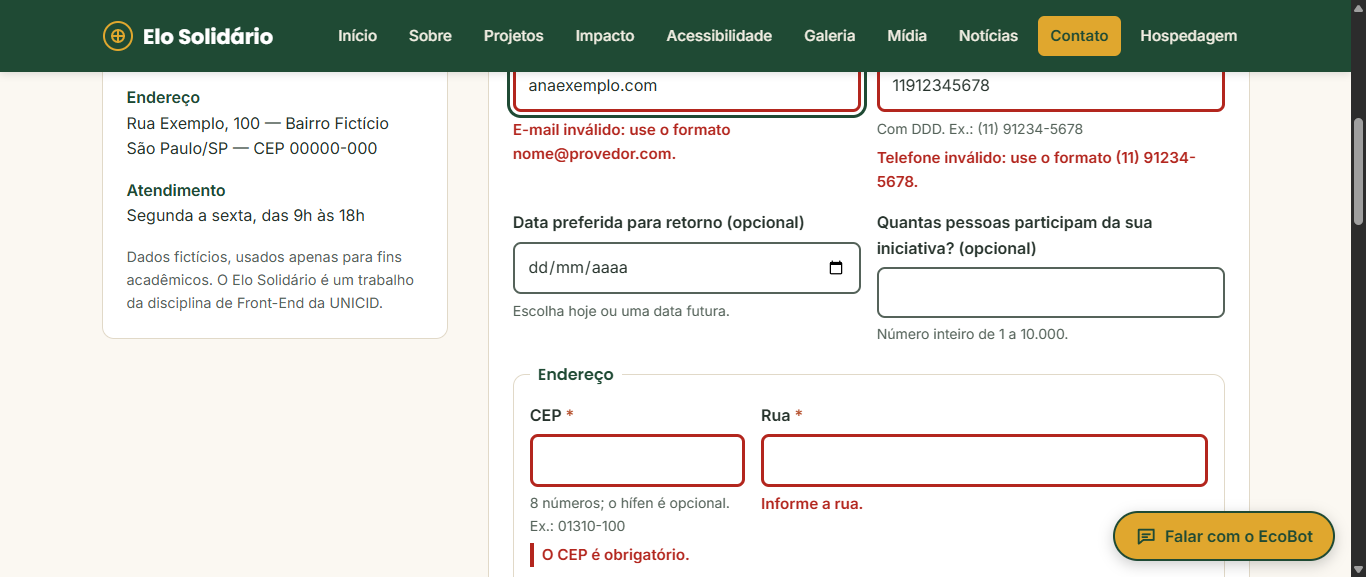 Elo Solidário
Início Sobre Projetos Impacto Acessibilidade Galeria Mídia Notícias Contato Hospedagem
Endereço
Rua Exemplo, 100 — Bairro Fictício
São Paulo/SP — CEP 00000-000
Atendimento
Segunda a sexta, das 9h às 18h
Dados fictícios, usados apenas para fins
acadêmicos. O Elo Solidário é um trabalho
da disciplina de Front-End da UNICID.
anaexemplo.com
E-mail inválido: use o formato
nome@provedor.com.
11912345678
Com DDD. Ex.: (11) 91234-5678
Telefone inválido: use o formato (11) 91234-
5678.
Data preferida para retorno (opcional)
dd/mm/aaaa
Escolha hoje ou uma data futura.
Quantas pessoas participam da sua
iniciativa? (opcional)
Número inteiro de 1 a 10.000.
Endereço
CEP *
8 números; o hífen é opcional.
Ex.: 01310-100
O CEP é obrigatório.
Rua *
Informe a rua.
Falar com o EcoBot